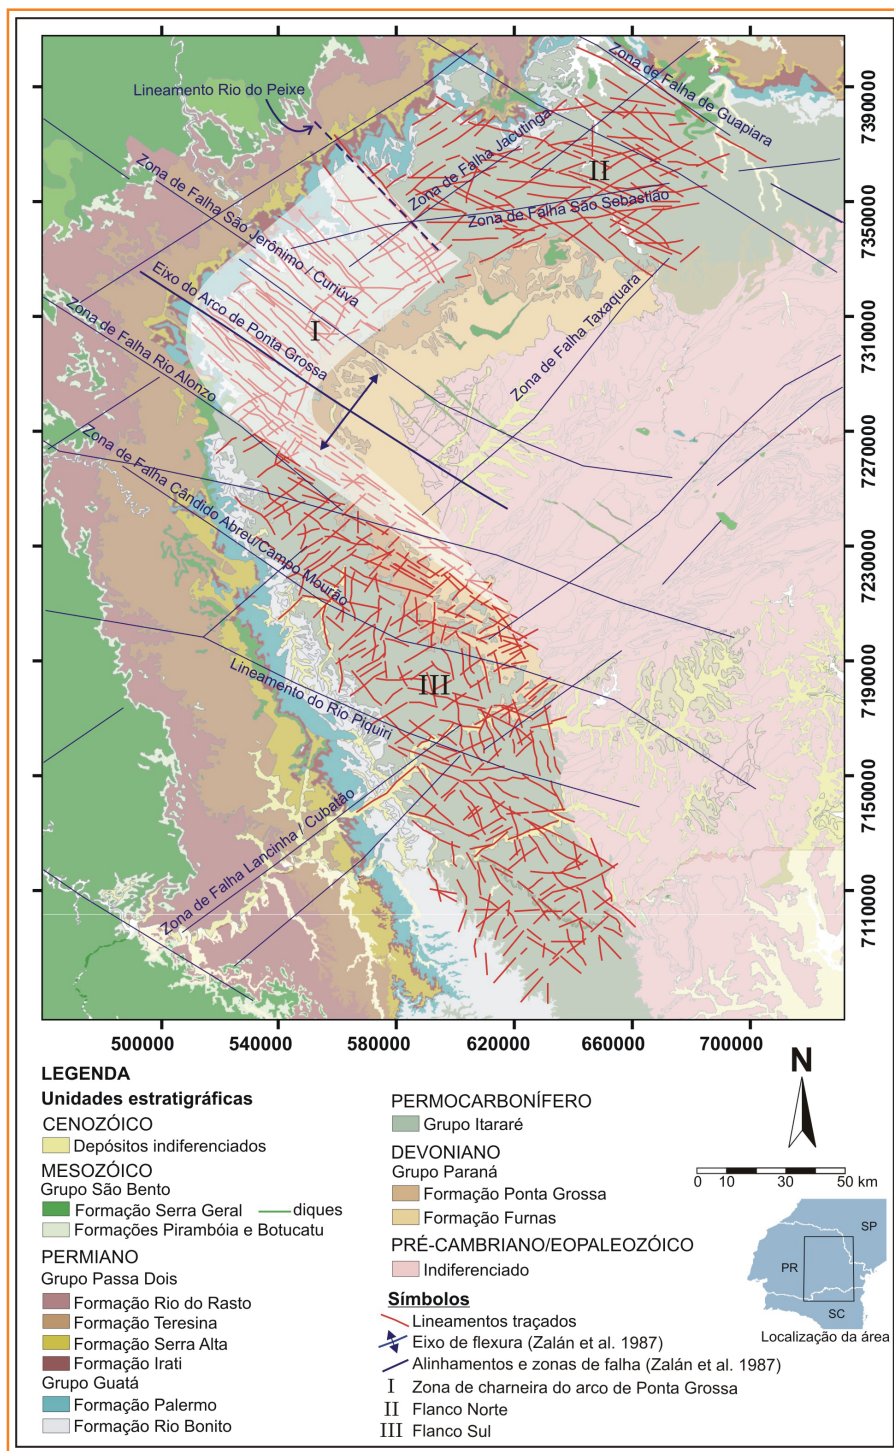 Lineamento Rio do Peixe
Zona de Falha de Guapiara
Zona de Falha Jacutinga
II
Zona de Falha São Sebastião
Zona de Falha São Jerônimo / Curiúva
Eixo do Arco de Ponta Grossa
I
Zona de Falha Taxaquara
Zona de Falha Rio Alonzo
Zona de Falha Cândido Abreu/Campo Mourão
III
Lineamento do Rio Piquiri
Zona de Falha Lancinha / Cubatão
7390000
7350000
7310000
7270000
7230000
7190000
7150000
7110000
500000 540000 580000 620000 660000 700000
LEGENDA
Unidades estratigráficas
CENOZÓICO
Depósitos indiferenciados
MESOZÓICO
Grupo São Bento
Formação Serra Geral diques
Formações Pirambóia e Botucatu
PERMIANO
Grupo Passa Dois
Formação Rio do Rasto
Formação Teresina
Formação Serra Alta
Formação Irati
Grupo Guatá
Formação Palermo
Formação Rio Bonito
PERMOCARBONÍFERO
Grupo Itararé
DEVONIANO
Grupo Paraná
Formação Ponta Grossa
Formação Furnas
PRÉ-CAMBRIANO/EOPALEOZÓICO
Indiferenciado
Símbolos
Lineamentos traçados
Eixo de flexura (Zalán et al. 1987)
Alinhamentos e zonas de falha (Zalán et al. 1987)
I Zona de charneira do arco de Ponta Grossa
II Flanco Norte
III Flanco Sul
N
0 10 20 30 40 50 km
SP
PR
SC
Localização da área